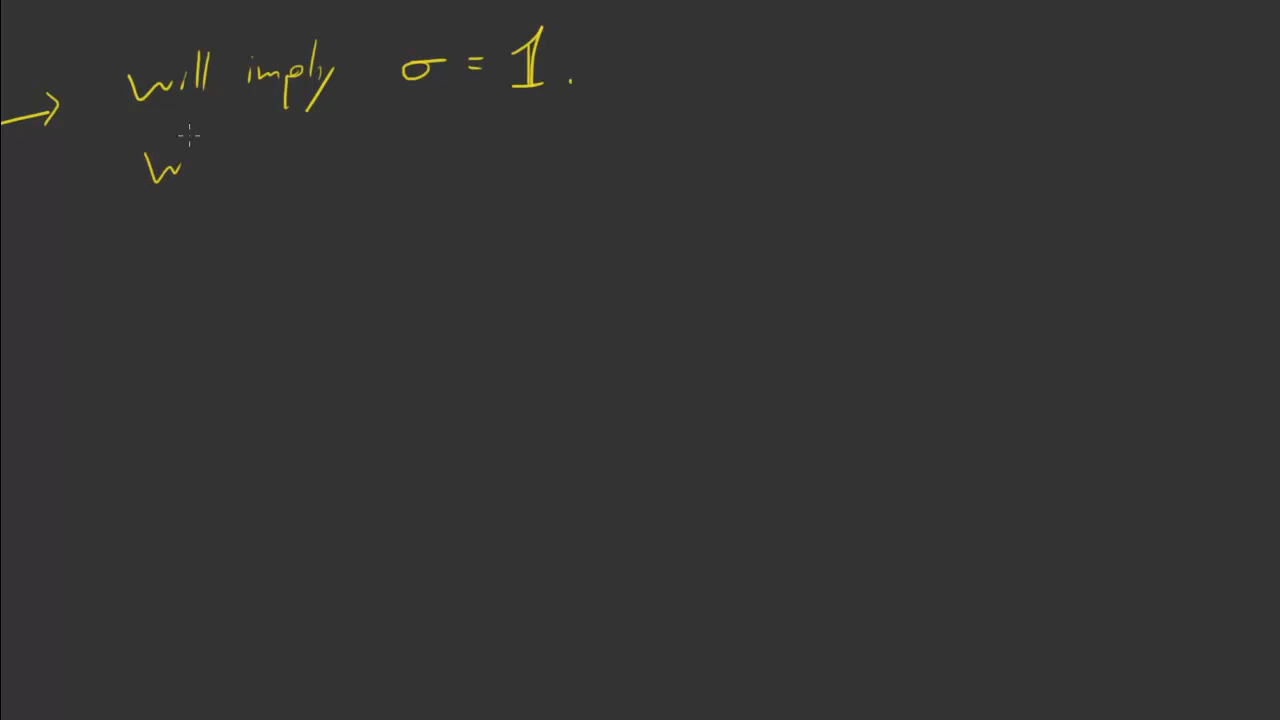 → will imply σ = 𝟙.
W